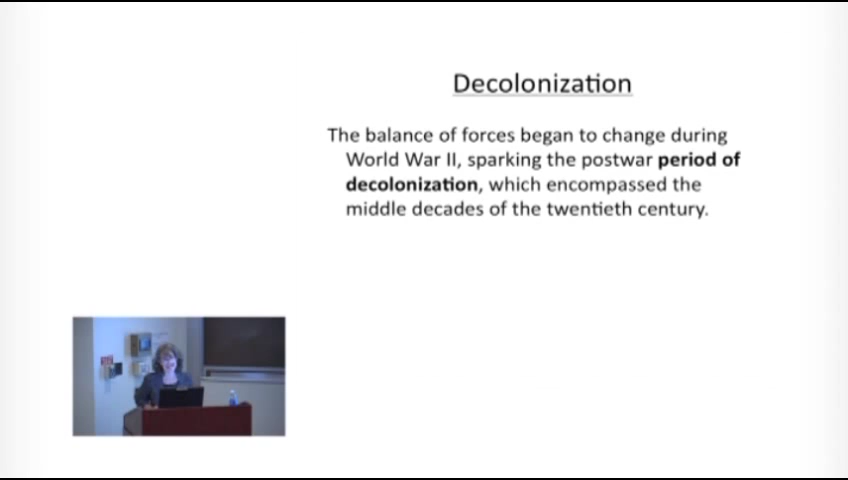 Decolonization
The balance of forces began to change during
World War II, sparking the postwar period of
decolonization, which encompassed the
middle decades of the twentieth century.